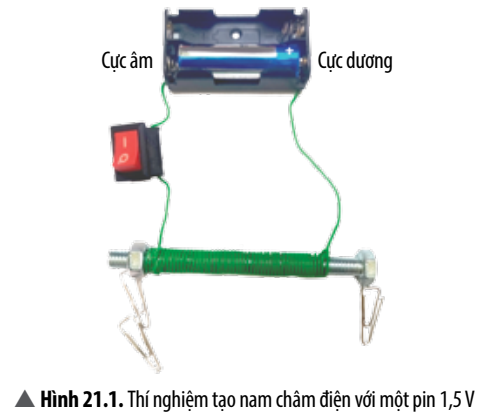 Cực âm
Cực dương
+
▲ Hình 21.1. Thí nghiệm tạo nam châm điện với một pin 1,5 V